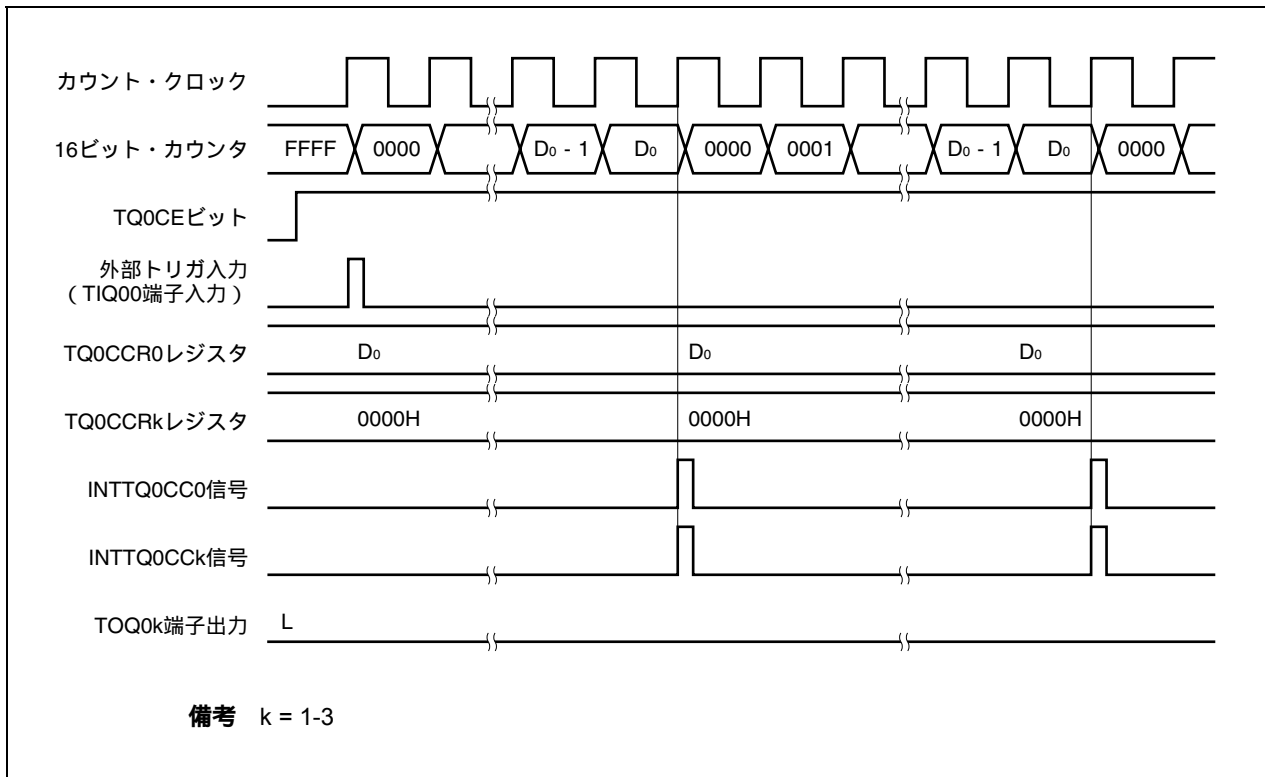 カウント・クロック
16ビット・カウンタ FFFF 0000 D0 - 1 D0 0000 0001 D0 - 1 D0 0000
TQ0CEビット
外部トリガ入力
（TIQ00端子入力）
TQ0CCR0レジスタ D0 D0 D0
TQ0CCRkレジスタ 0000H 0000H 0000H
INTTQ0CC0信号
INTTQ0CCk信号
TOQ0k端子出力 L
備考 k = 1-3